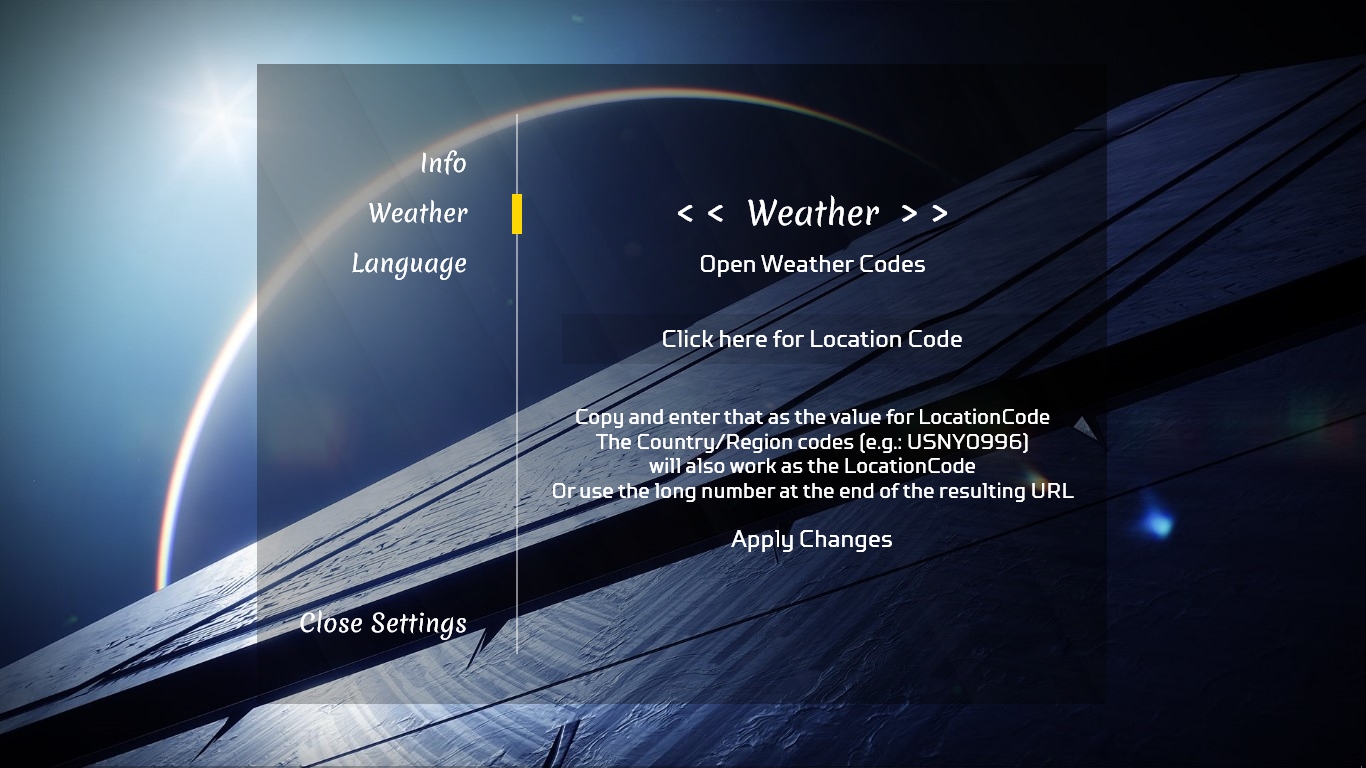 Info
Weather
Language
Close Settings
< < Weather > >
Open Weather Codes
Click here for Location Code
Copy and enter that as the value for LocationCode
The Country/Region codes (e.g.: USNY0996)
will also work as the LocationCode
Or use the long number at the end of the resulting URL
Apply Changes